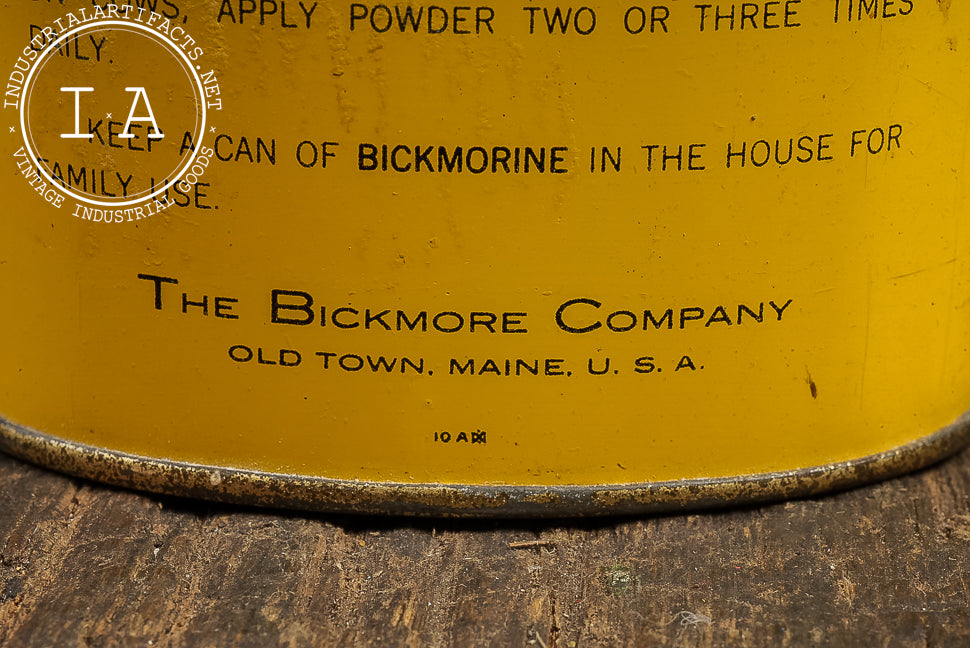 APPLY POWDER TWO OR THREE TIMES
DAILY.
KEEP A CAN OF BICKMORINE IN THE HOUSE FOR
FAMILY USE.
THE BICKMORE COMPANY
OLD TOWN, MAINE, U. S. A.
10 A
INDUSTRIALARTIFACTS.NET
I.A
VINTAGE INDUSTRIAL GOODS